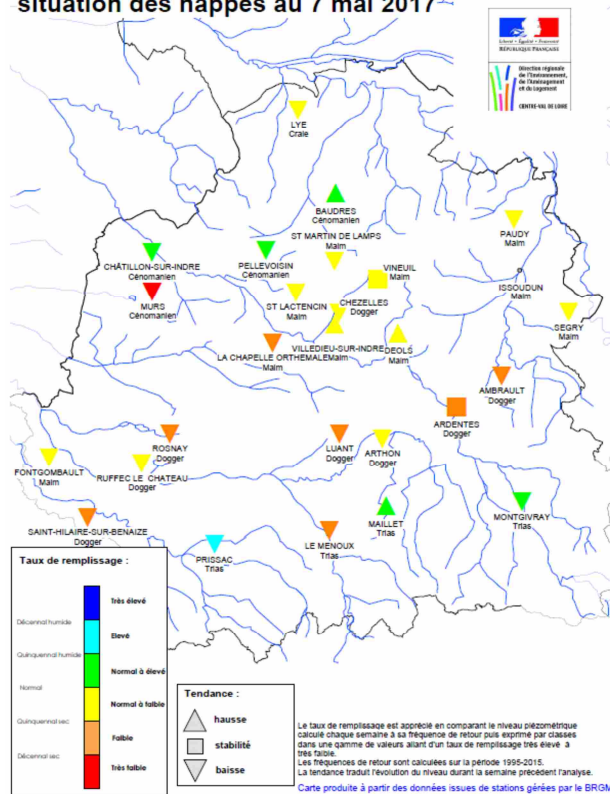 situation des nappes au 7 mai 2017
Liberté • Égalité • Fraternité
RÉPUBLIQUE FRANÇAISE
Direction régionale
de l'Environnement,
de l'Aménagement
et du Logement
CENTRE-VAL DE LOIRE
LYE
Craie
BAUDRES
Cénomanien
ST MARTIN DE LAMPS
Malm
PAUDY
Malm
CHÂTILLON-SUR-INDRE
Cénomanien
PELLEVOISIN
Cénomanien
VINEUIL
Malm
ISSOUDUN
Malm
MURS
Cénomanien
ST LACTENCIN
Malm
CHEZELLES
Dogger
SEGRY
Malm
VILLEDIEU-SUR-INDRE
Malm
DEOLS
Malm
LA CHAPELLE ORTHEMALE
Malm
AMBRAULT
Dogger
ARDENTES
Dogger
ROSNAY
Dogger
LUANT
Dogger
ARTHON
Dogger
FONTGOMBAULT
Malm
RUFFEC LE CHATEAU
Dogger
SAINT-HILAIRE-SUR-BENAIZE
Dogger
MAILLET
Trias
MONTGIVRAY
Trias
PRISSAC
Trias
LE MENOUX
Trias
Taux de remplissage :
Très élevé
Décennal humide
Elevé
Quinquennal humide
Normal à élevé
Normal
Normal à faible
Quinquennal sec
Faible
Décennal sec
Très faible
Tendance :
hausse
stabilité
baisse
Le taux de remplissage est apprécié en comparant le niveau piézométrique
calculé chaque semaine à sa fréquence de retour puis exprimé par classes
dans une gamme de valeurs allant d'un taux de remplissage très élevé à
très faible.
Les fréquences de retour sont calculées sur la période 1995-2015.
La tendance traduit l'évolution du niveau durant la semaine précédent l'analyse.
Carte produite à partir des données issues de stations gérées par le BRGM